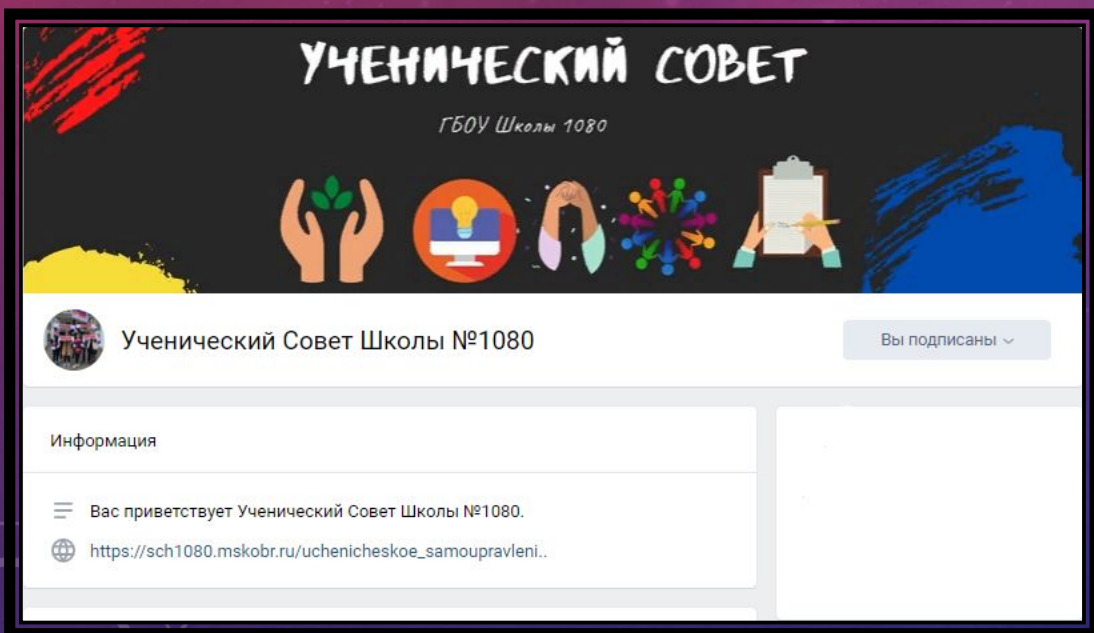 УЧЕНИЧЕСКИЙ СОВЕТ
ГБОУ Школы 1080
Ученический Совет Школы №1080
Вы подписаны
Информация
Вас приветствует Ученический Совет Школы №1080.
https://sch1080.mskobr.ru/uchenicheskoe_samoupravleni..